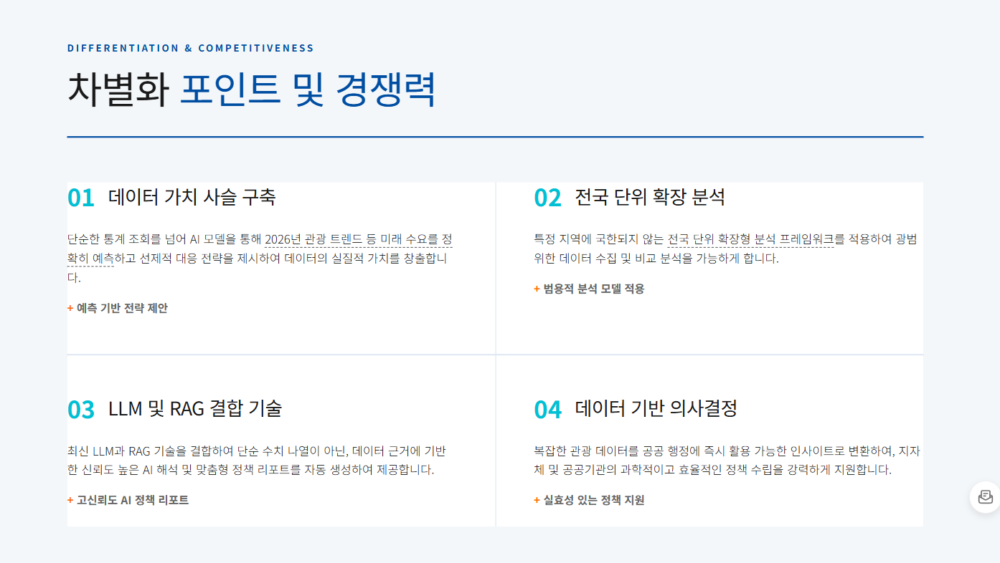 DIFFERENTIATION & COMPETITIVENESS
차별화 포인트 및 경쟁력
01 데이터 가치 사슬 구축
단순한 통계 조회를 넘어 AI 모델을 통해 2026년 관광 트렌드 등 미래 수요를 정
확히 예측하고 선제적 대응 전략을 제시하여 데이터의 실질적 가치를 창출합니
다.
+ 예측 기반 전략 제안
02 전국 단위 확장 분석
특정 지역에 국한되지 않는 전국 단위 확장형 분석 프레임워크를 적용하여 광범
위한 데이터 수집 및 비교 분석을 가능하게 합니다.
+ 범용적 분석 모델 적용
03 LLM 및 RAG 결합 기술
최신 LLM과 RAG 기술을 결합하여 단순 수치 나열이 아닌, 데이터 근거에 기반
한 신뢰도 높은 AI 해석 및 맞춤형 정책 리포트를 자동 생성하여 제공합니다.
+ 고신뢰도 AI 정책 리포트
04 데이터 기반 의사결정
복잡한 관광 데이터를 공공 행정에 즉시 활용 가능한 인사이트로 변환하여, 지자
체 및 공공기관의 과학적이고 효율적인 정책 수립을 강력하게 지원합니다.
+ 실효성 있는 정책 지원